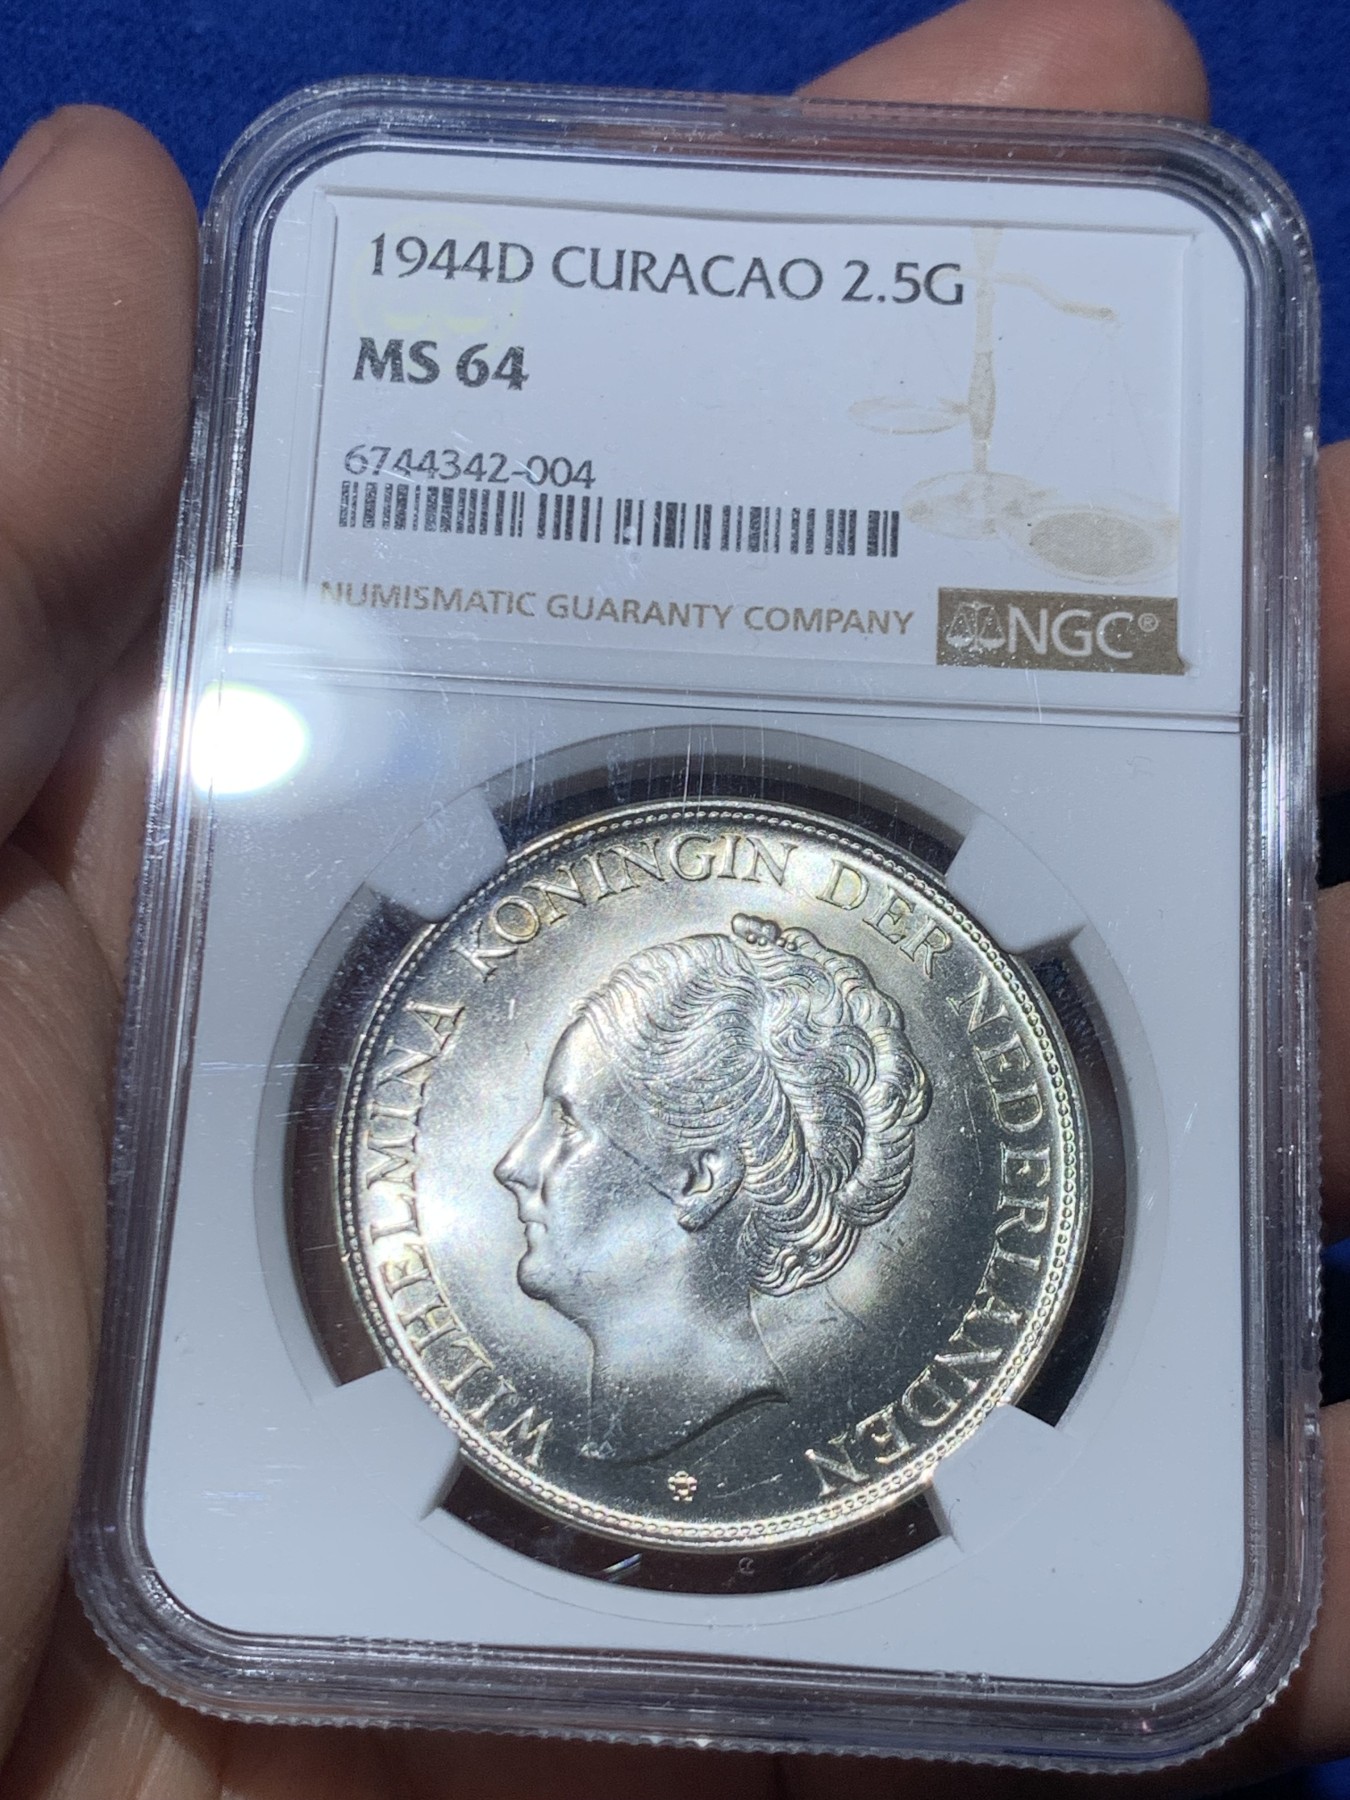 1944D CURACAO 2.5G
MS 64
6744342-004
NUMISMATIC GUARANTY COMPANY
NGC®
WILHELMINA KONINGIN DER NEDERLANDEN